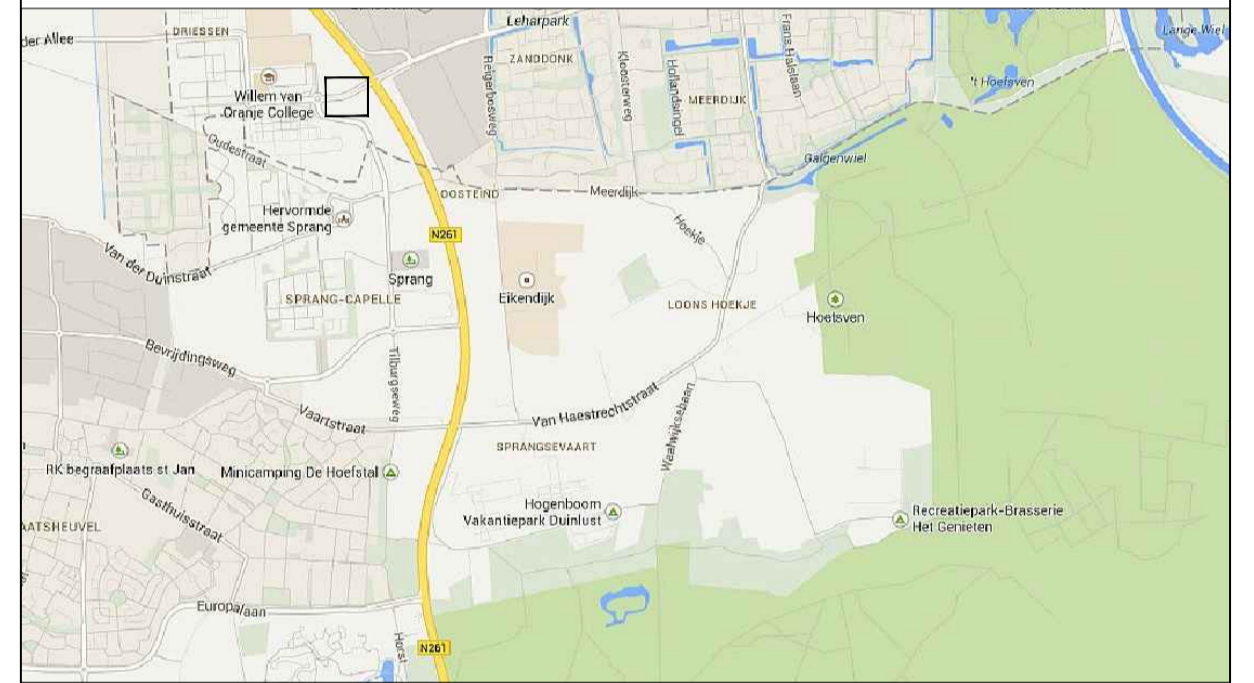 der Allee
DRIESSEN
Leharpark
ZANDDONK
Reigerbosweg
Kloosterweg
Hollandsingel
Frans Halslaan
MEERDIJK
Lange Wiel
't Hoefsven
Willem van
Oranje College
Oudestraat
Galgenwiel
OOSTEIND
Meerdijk
Hoekje
Hervormde
gemeente Sprang
N261
Van der Duinstraat
Sprang
Eikendijk
SPRANG-CAPELLE
LOONS HOEKJE
Hoefsven
Bevrijdingsweg
Tilburgseweg
Vaartstraat
Van Haestrechtstraat
Waalwijksebaan
SPRANGSEVAART
RK begraafplaats st Jan
Minicamping De Hoefstal
Gasthuisstraat
Hogenboom
Vakantiepark Duinlust
Recreatiepark-Brasserie
Het Genieten
AATSHEUVEL
Europalaan
Horst
N261